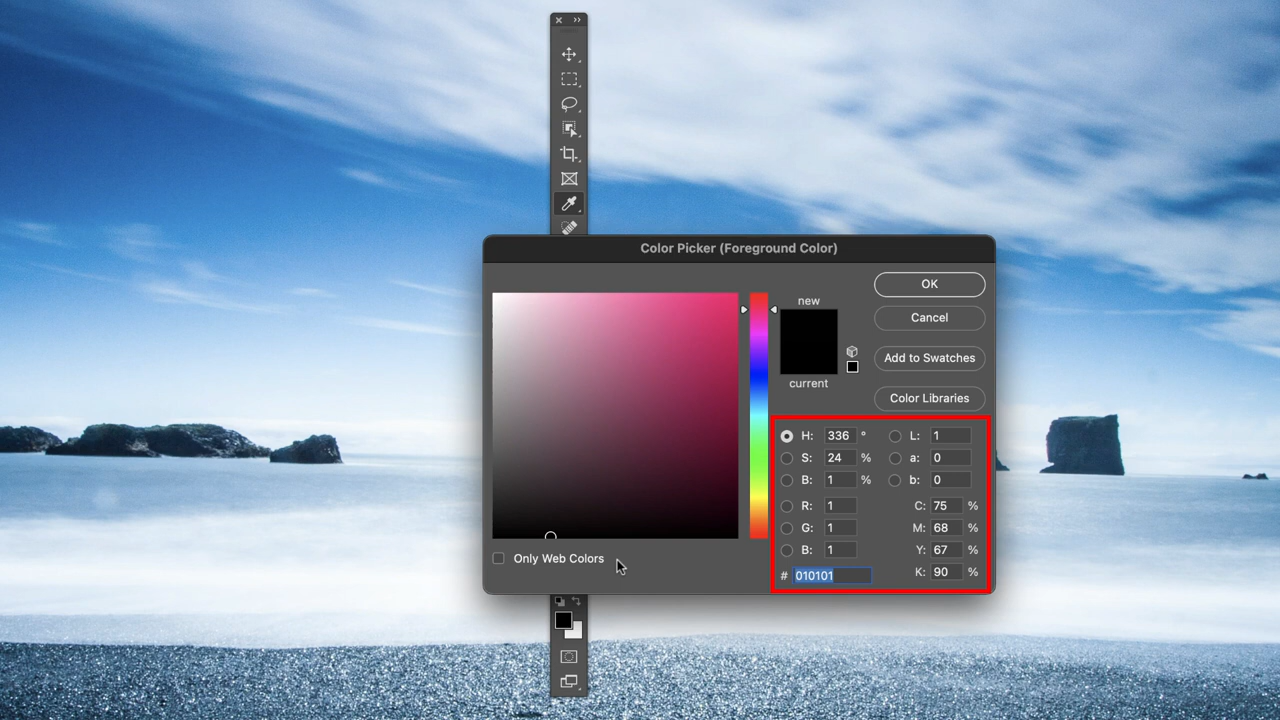 Color Picker (Foreground Color)
new
current
OK
Cancel
Add to Swatches
Color Libraries
H: 336 °
S: 24 %
B: 1 %
R: 1
G: 1
B: 1
# 010101
L: 1
a: 0
b: 0
C: 75 %
M: 68 %
Y: 67 %
K: 90 %
Only Web Colors